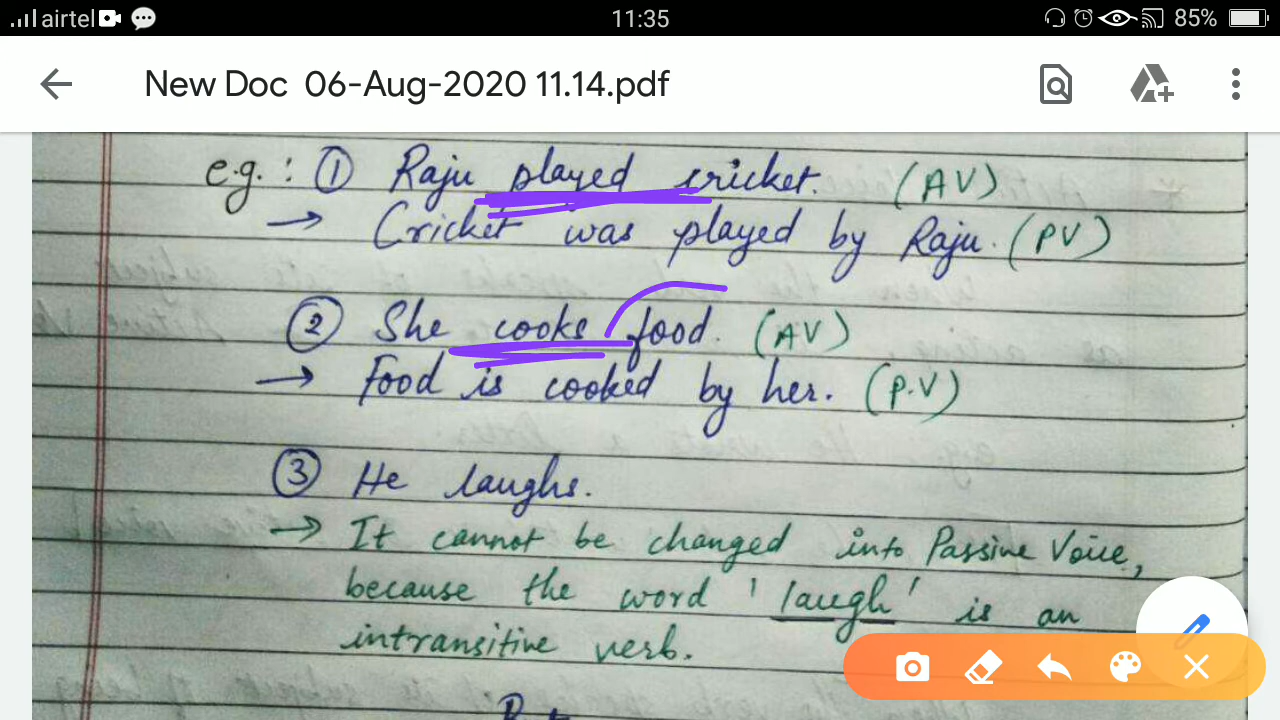 airtel 11:35 85%
New Doc 06-Aug-2020 11.14.pdf
e.g. : ① Raju played cricket. (AV)
→ Cricket was played by Raju. (PV)
② She cooks food. (AV)
→ Food is cooked by her. (P.V)
③ He laughs.
→ It cannot be changed into Passive Voice,
because the word 'laugh' is an
intransitive verb.